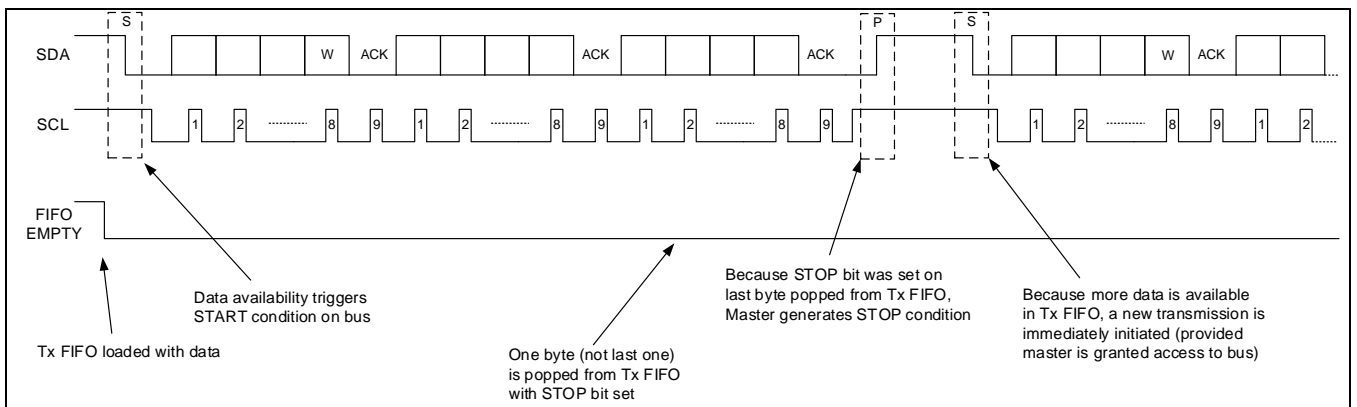 S P S
SDA W ACK ACK ACK W ACK
SCL 1 2 8 9 1 2 8 9 1 2 8 9 1 2 8 9 1 2
FIFO
EMPTY
Data availability triggers
START condition on bus
Tx FIFO loaded with data
One byte (not last one)
is popped from Tx FIFO
with STOP bit set
Because STOP bit was set on
last byte popped from Tx FIFO,
Master generates STOP condition
Because more data is available
in Tx FIFO, a new transmission is
immediately initiated (provided
master is granted access to bus)